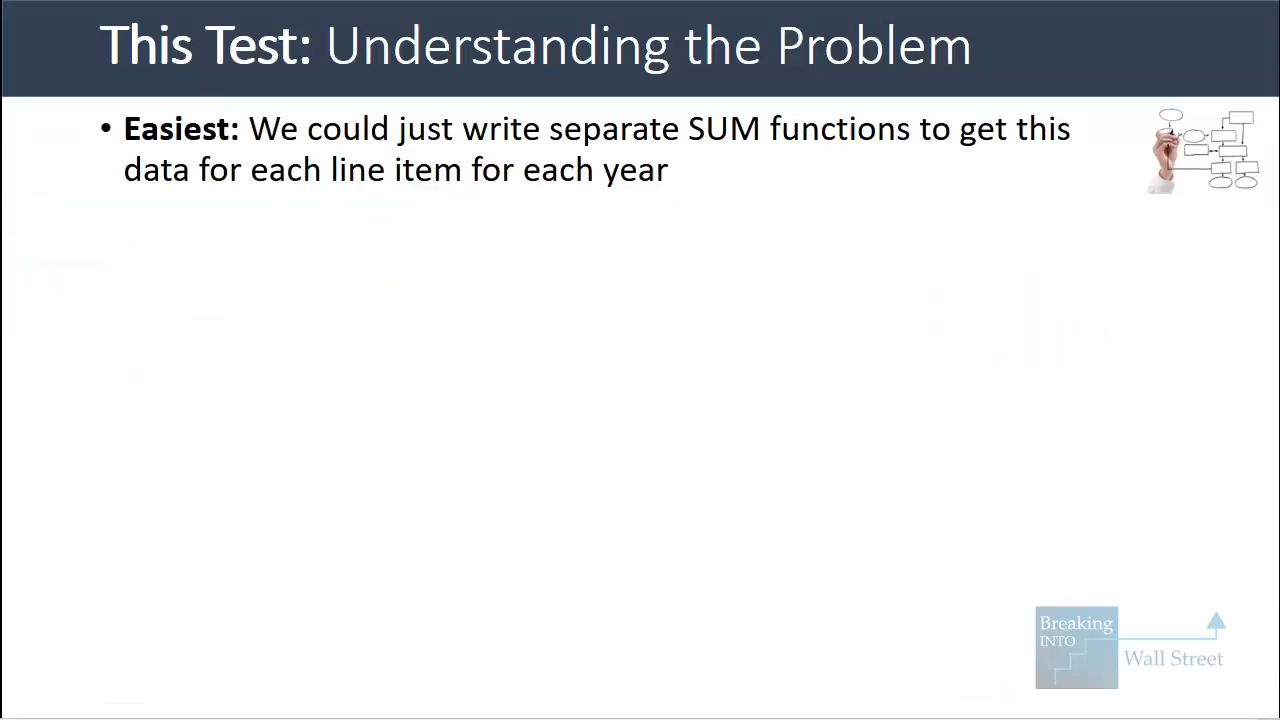 This Test: Understanding the Problem
• Easiest: We could just write separate SUM functions to get this
data for each line item for each year
Breaking
INTO
Wall Street